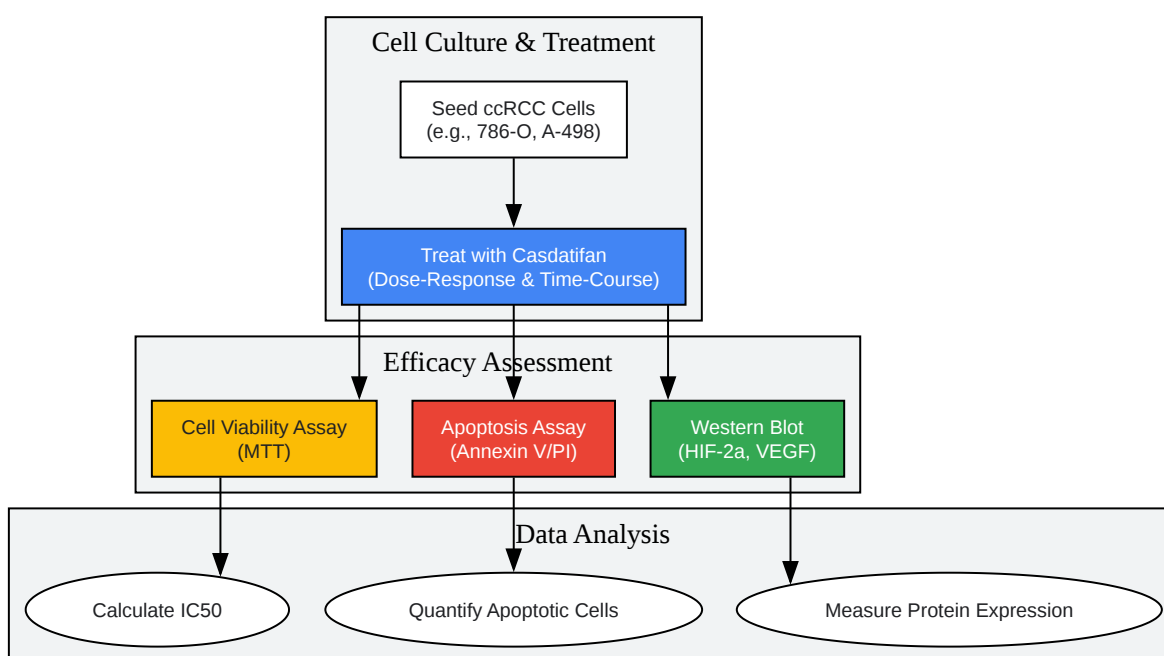 Cell Culture & Treatment
Seed ccRCC Cells
(e.g., 786-O, A-498)
Treat with Casdatifan
(Dose-Response & Time-Course)
Efficacy Assessment
Cell Viability Assay
(MTT)
Apoptosis Assay
(Annexin V/PI)
Western Blot
(HIF-2a, VEGF)
Data Analysis
Calculate IC50
Quantify Apoptotic Cells
Measure Protein Expression